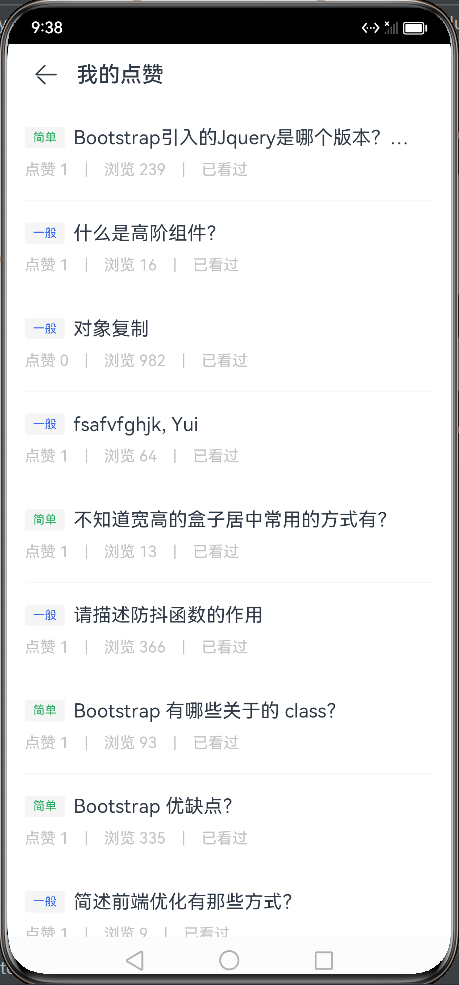 9:38
我的点赞
简单 Bootstrap引入的Jquery是哪个版本？...
点赞 1 | 浏览 239 | 已看过
一般 什么是高阶组件？
点赞 1 | 浏览 16 | 已看过
一般 对象复制
点赞 0 | 浏览 982 | 已看过
一般 fsafvfghjk, Yui
点赞 1 | 浏览 64 | 已看过
简单 不知道宽高的盒子居中常用的方式有？
点赞 1 | 浏览 13 | 已看过
一般 请描述防抖函数的作用
点赞 1 | 浏览 366 | 已看过
简单 Bootstrap 有哪些关于的 class？
点赞 1 | 浏览 93 | 已看过
简单 Bootstrap 优缺点？
点赞 1 | 浏览 335 | 已看过
一般 简述前端优化有那些方式？
点赞 1 | 浏览 9 | 已看过